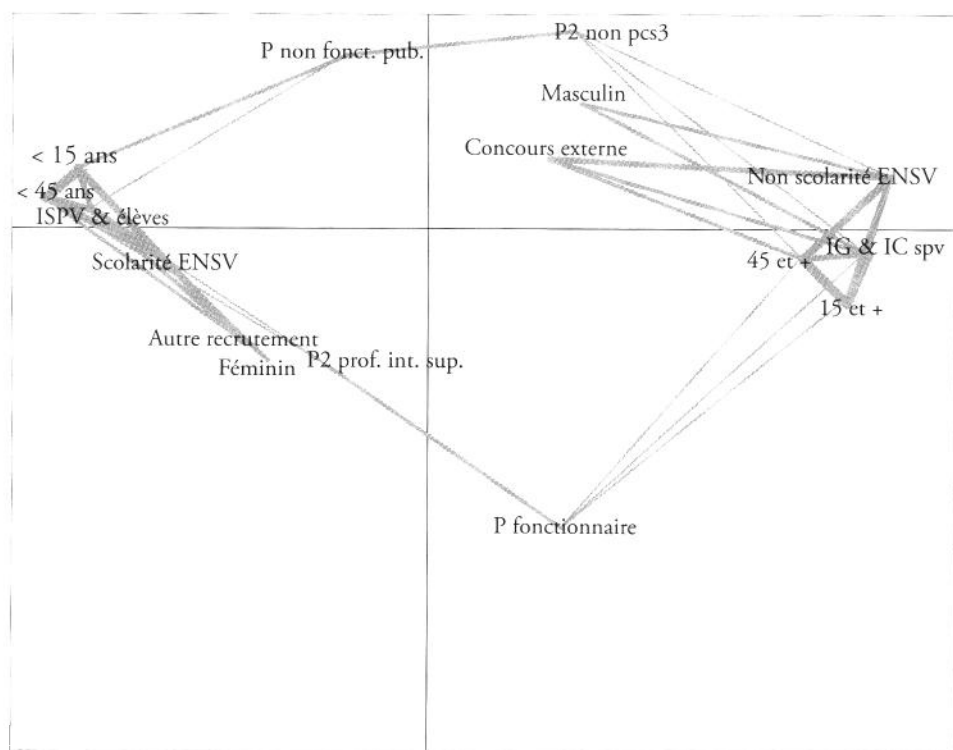 P2 non pcs3
P non fonct. pub.
Masculin
Concours externe
< 15 ans
Non scolarité ENSV
< 45 ans
ISPV & élèves
IG & IC spv
45 et +
Scolarité ENSV
15 et +
Autre recrutement
P2 prof. int. sup.
Féminin
P fonctionnaire